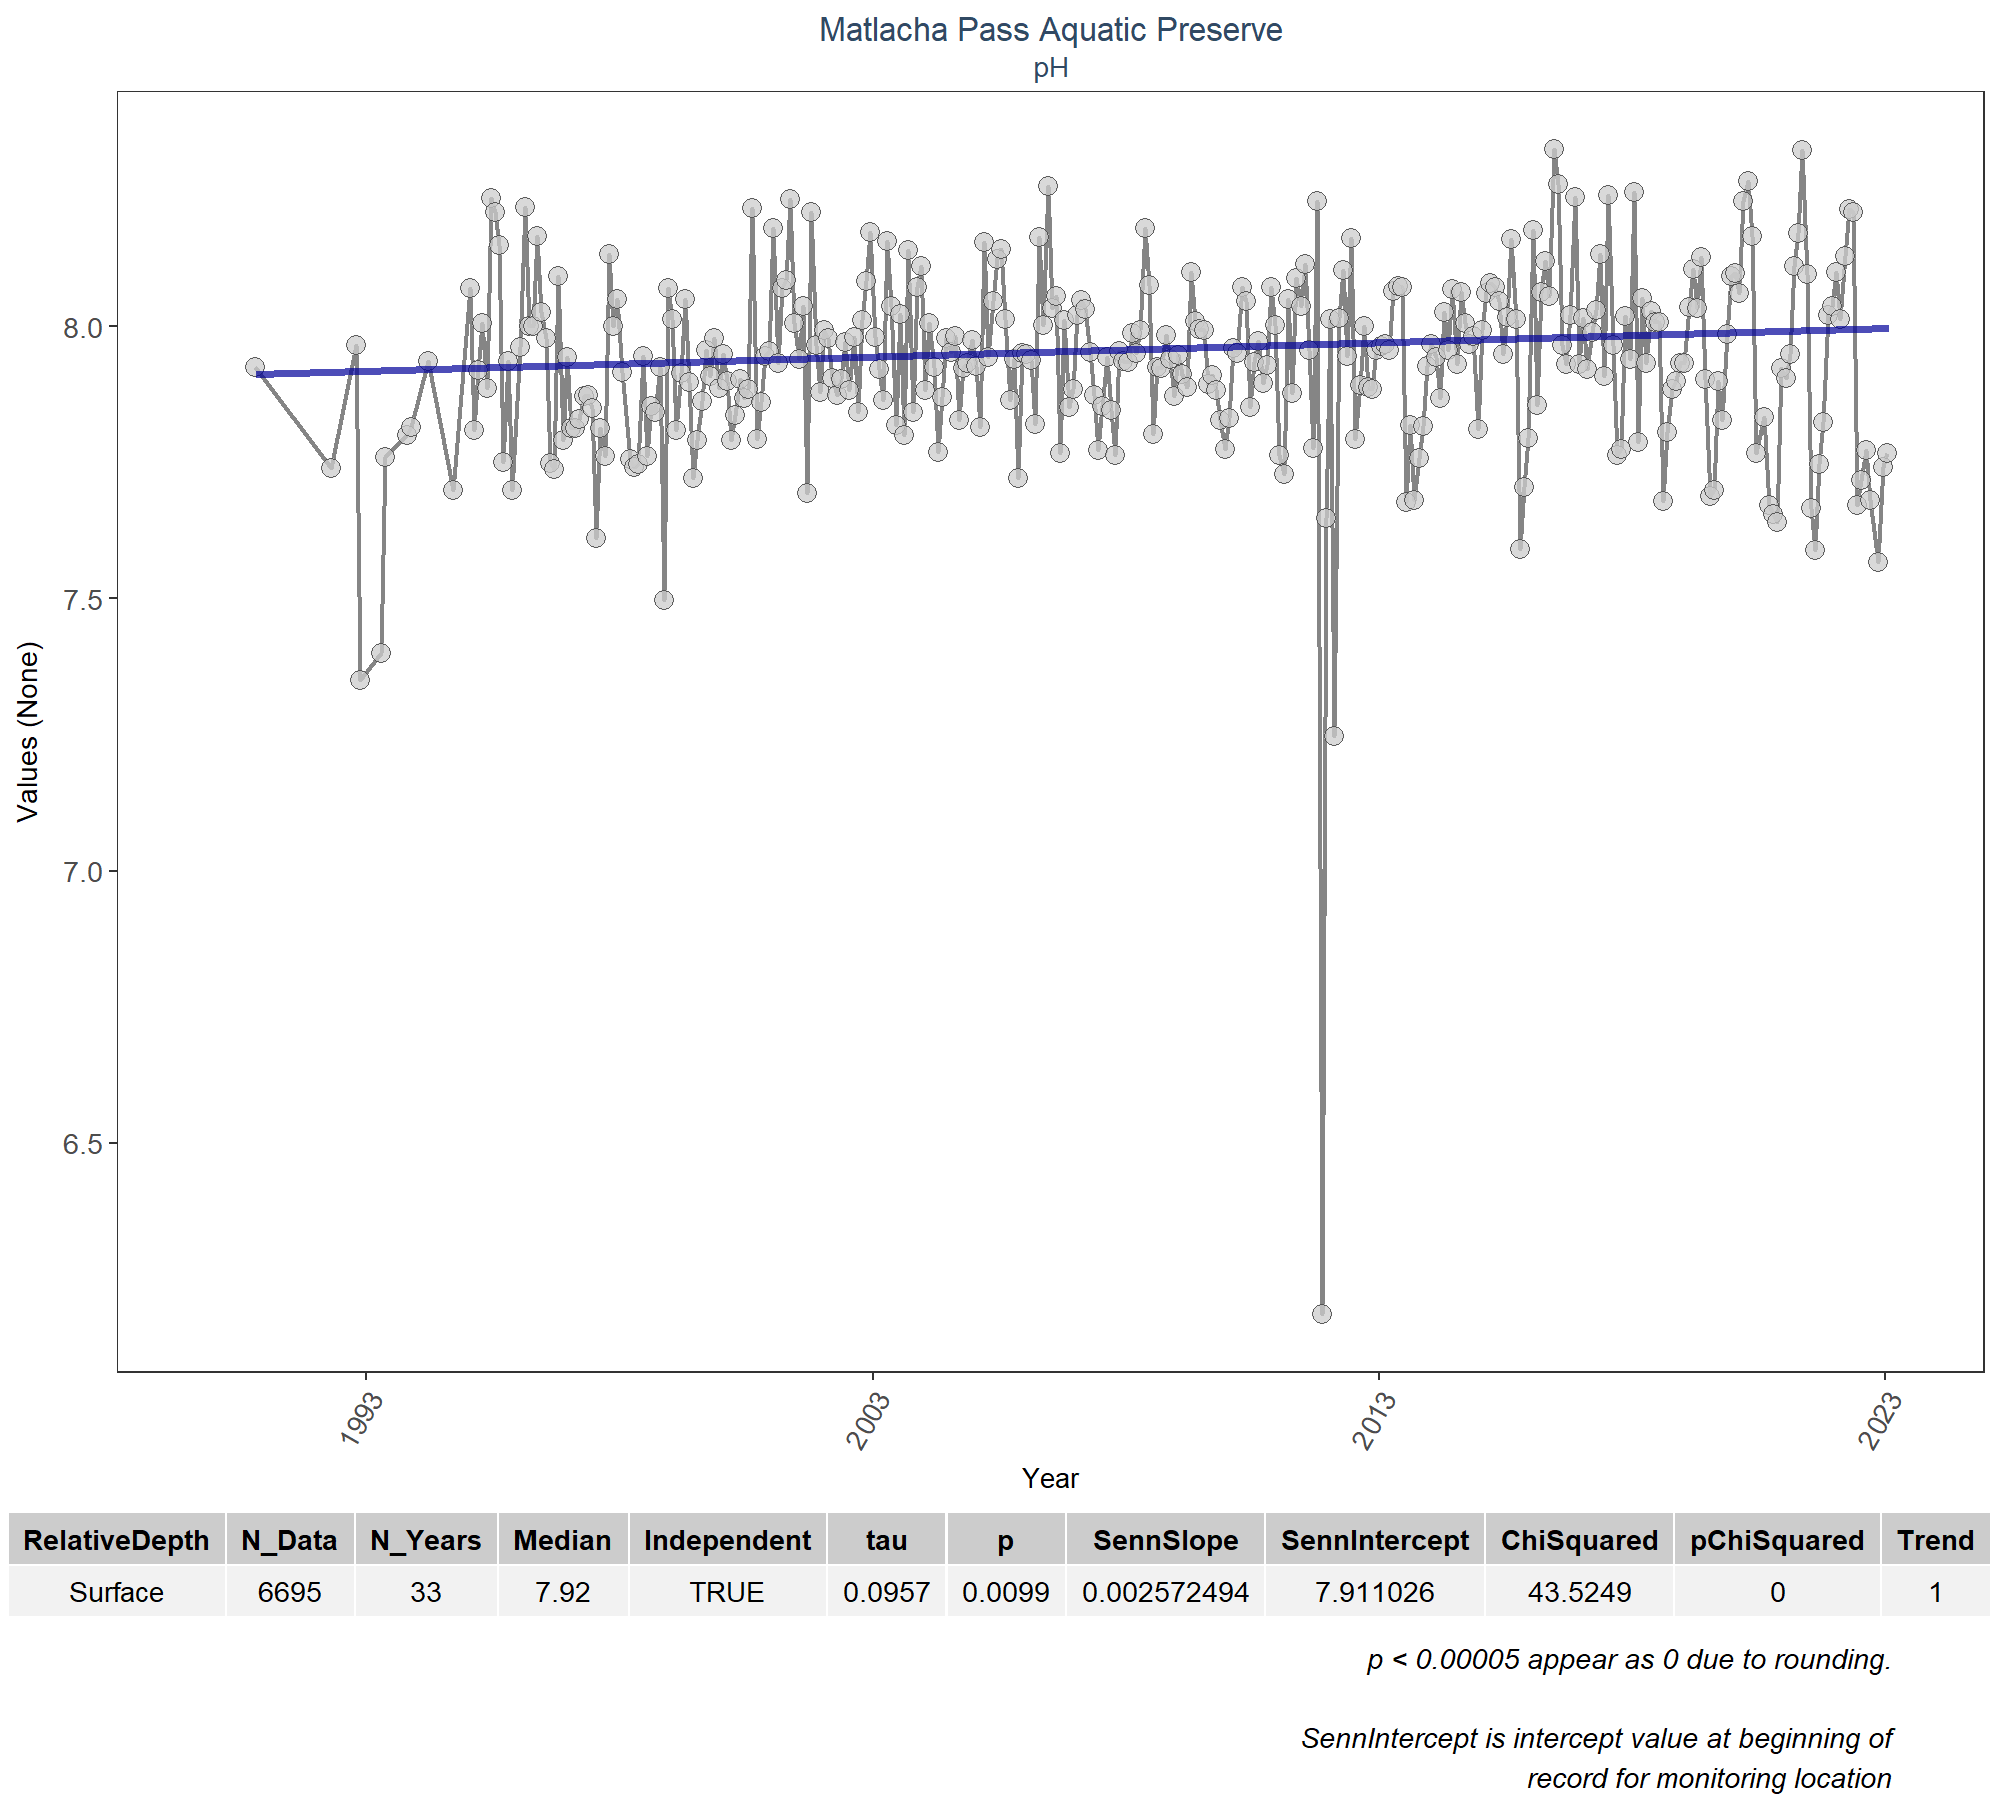 Matlacha Pass Aquatic Preserve
pH
Values (None)
8.0
7.5
7.0
6.5
1993
2003
2013
2023
Year
RelativeDepth N_Data N_Years Median Independent tau p SennSlope SennIntercept ChiSquared pChiSquared Trend
Surface 6695 33 7.92 TRUE 0.0957 0.0099 0.002572494 7.911026 43.5249 0 1
p < 0.00005 appear as 0 due to rounding.
SennIntercept is intercept value at beginning of
record for monitoring location